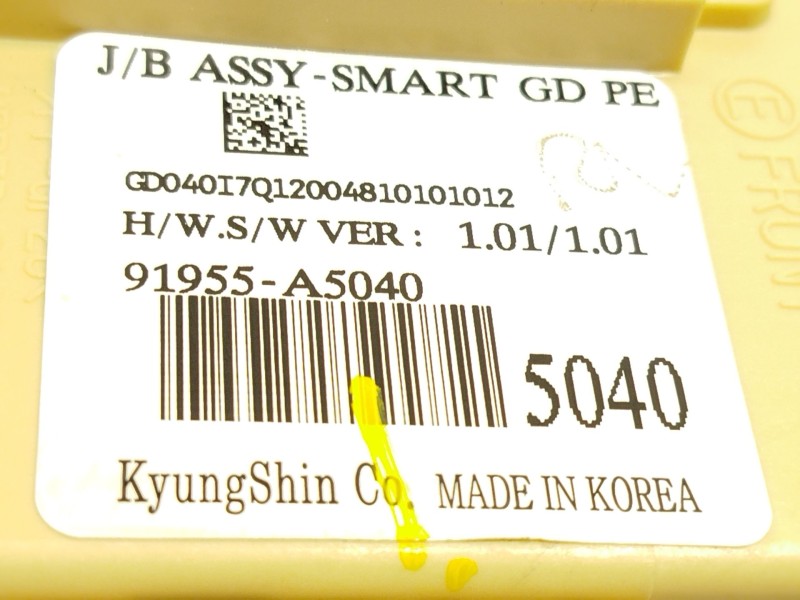 J/B ASSY-SMART GD PE
GD040I7Q12004810101012
H/W.S/W VER : 1.01/1.01
91955-A5040
5040
KyungShin Co. MADE IN KOREA
E FRONT